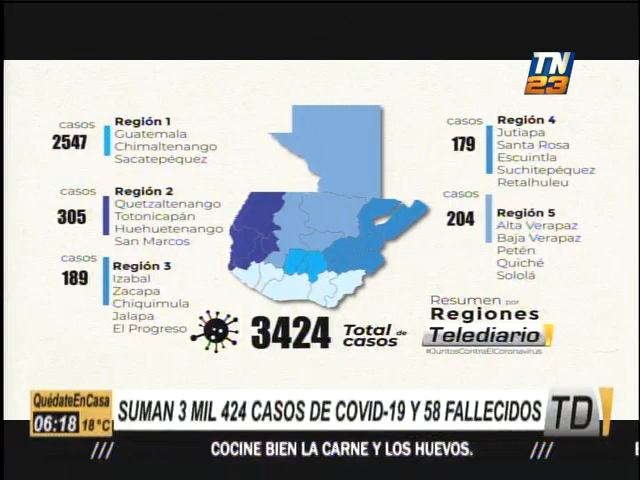 TN
23
casos
2547
Región 1
Guatemala
Chimaltenango
Sacatepéquez
casos
305
Región 2
Quetzaltenango
Totonicapán
Huehuetenango
San Marcos
casos
189
Región 3
Izabal
Zacapa
Chiquimula
Jalapa
El Progreso
casos
179
Región 4
Jutiapa
Santa Rosa
Escuintla
Suchitepéquez
Retalhuleu
casos
204
Región 5
Alta Verapaz
Baja Verapaz
Petén
Quiché
Sololá
3424 Total de casos
Resumen por
Regiones
Telediario
#JuntosContraElCoronavirus
QuédateEnCasa
06:18 18°C
SUMAN 3 MIL 424 CASOS DE COVID-19 Y 58 FALLECIDOS
TD
/// COCINE BIEN LA CARNE Y LOS HUEVOS. ///